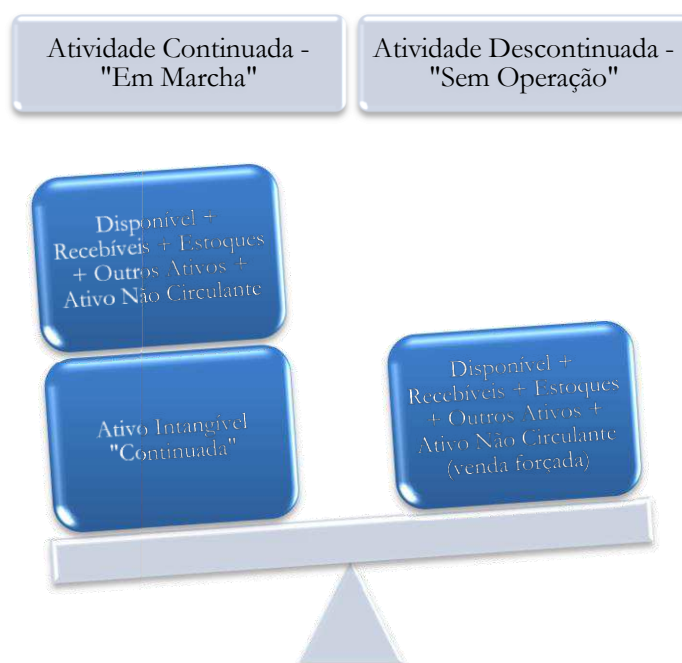 Atividade Continuada -
"Em Marcha"
Atividade Descontinuada -
"Sem Operação"
Disponível +
Recebíveis + Estoques
+ Outros Ativos +
Ativo Não Circulante
Ativo Intangível
"Continuada"
Disponível +
Recebíveis + Estoques
+ Outros Ativos +
Ativo Não Circulante
(venda forçada)